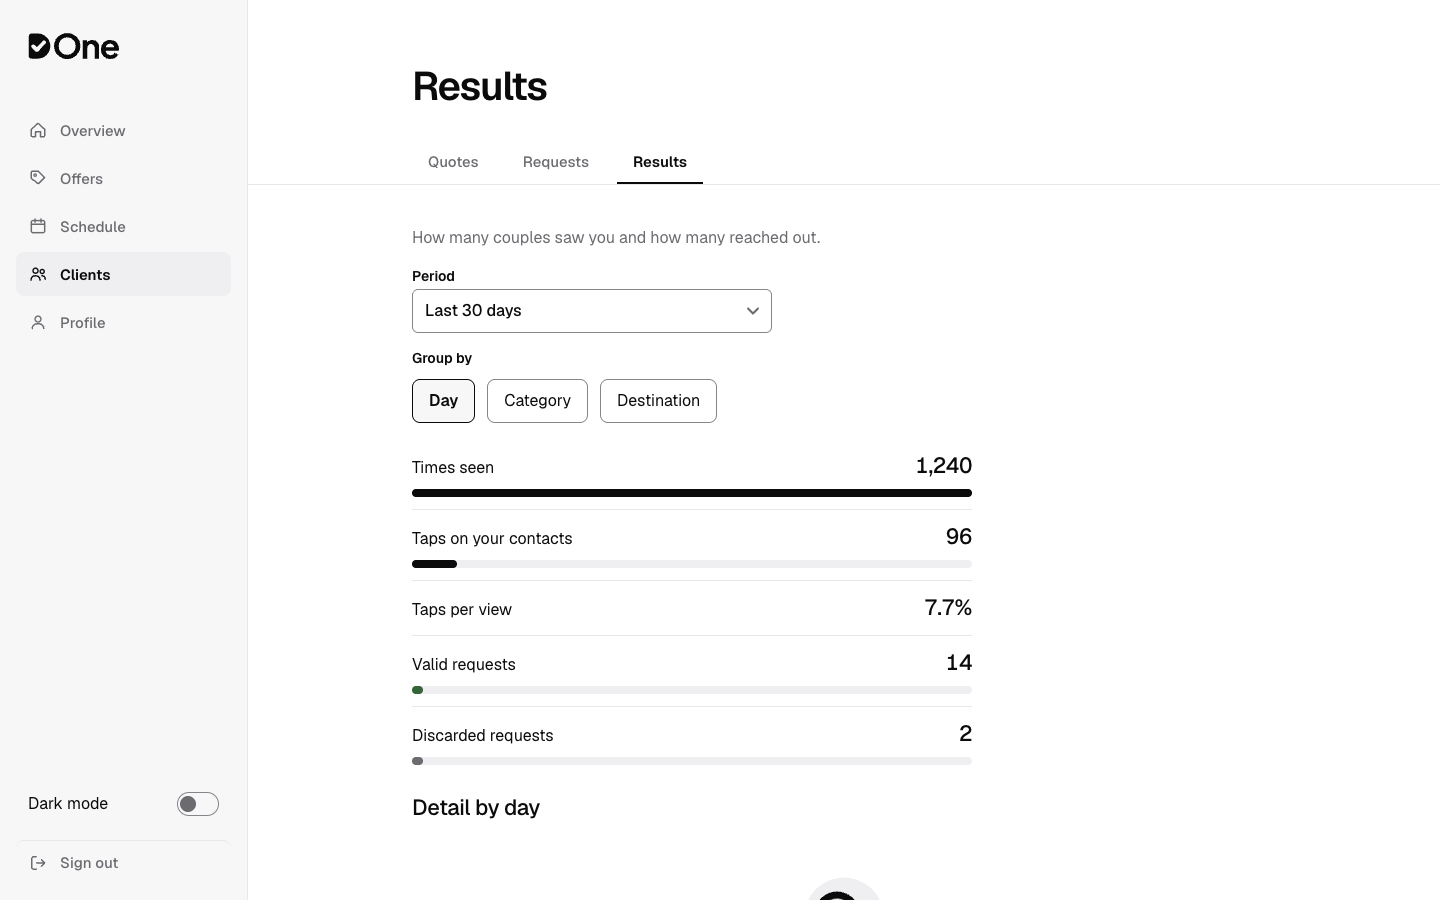 One
Overview
Offers
Schedule
Clients
Profile
Dark mode
Sign out
Results
Quotes
Requests
Results
How many couples saw you and how many reached out.
Period
Last 30 days
Group by
Day
Category
Destination
Times seen
1,240
Taps on your contacts
96
Taps per view
7.7%
Valid requests
14
Discarded requests
2
Detail by day